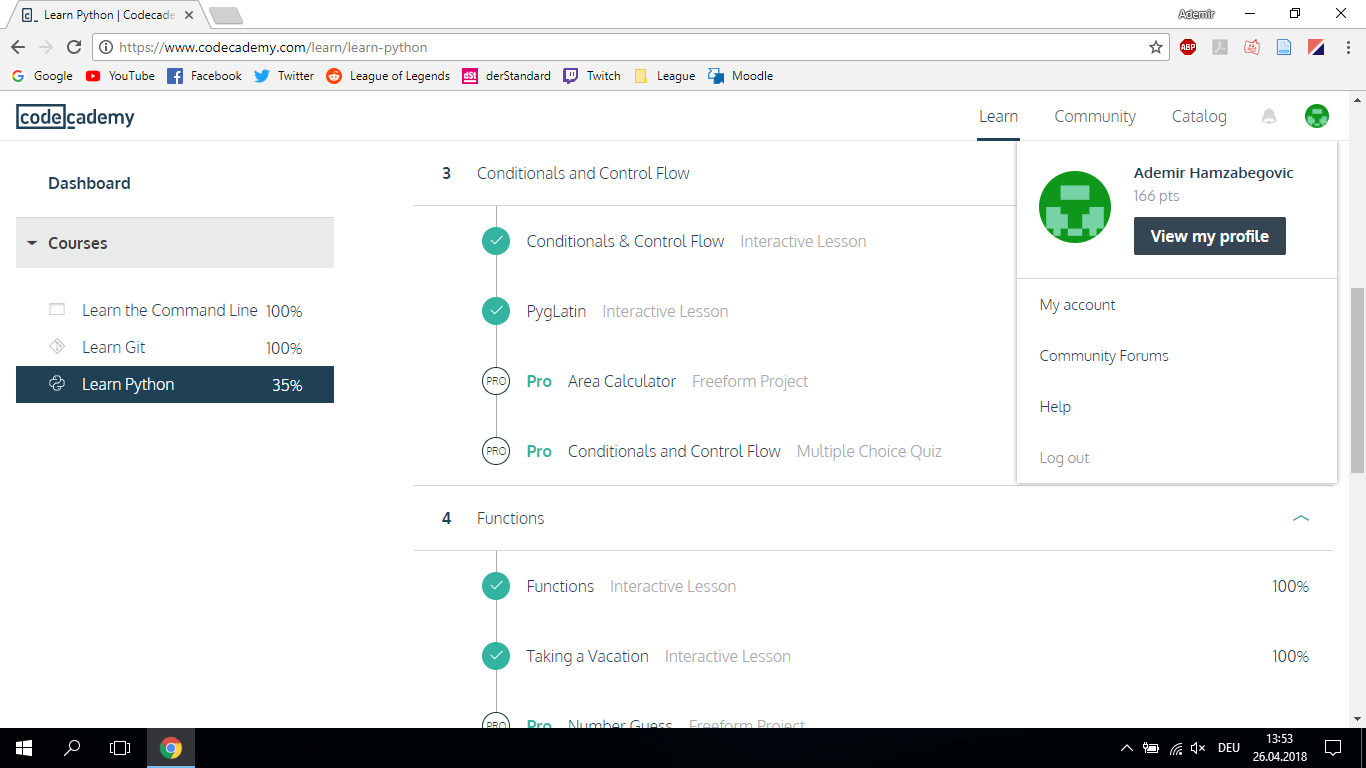 Learn Python | Codecade
Ademir
https://www.codecademy.com/learn/learn-python
ABP
Google YouTube Facebook Twitter League of Legends dSt derStandard Twitch League Moodle
codecademy
Learn Community Catalog
Dashboard
Courses
Learn the Command Line 100%
Learn Git 100%
Learn Python 35%
3 Conditionals and Control Flow
Conditionals & Control Flow Interactive Lesson
PygLatin Interactive Lesson
PRO Pro Area Calculator Freeform Project
PRO Pro Conditionals and Control Flow Multiple Choice Quiz
Ademir Hamzabegovic
166 pts
View my profile
My account
Community Forums
Help
Log out
4 Functions
Functions Interactive Lesson 100%
Taking a Vacation Interactive Lesson 100%
PRO Pro Number Guess Freeform Project
DEU
13:53
26.04.2018